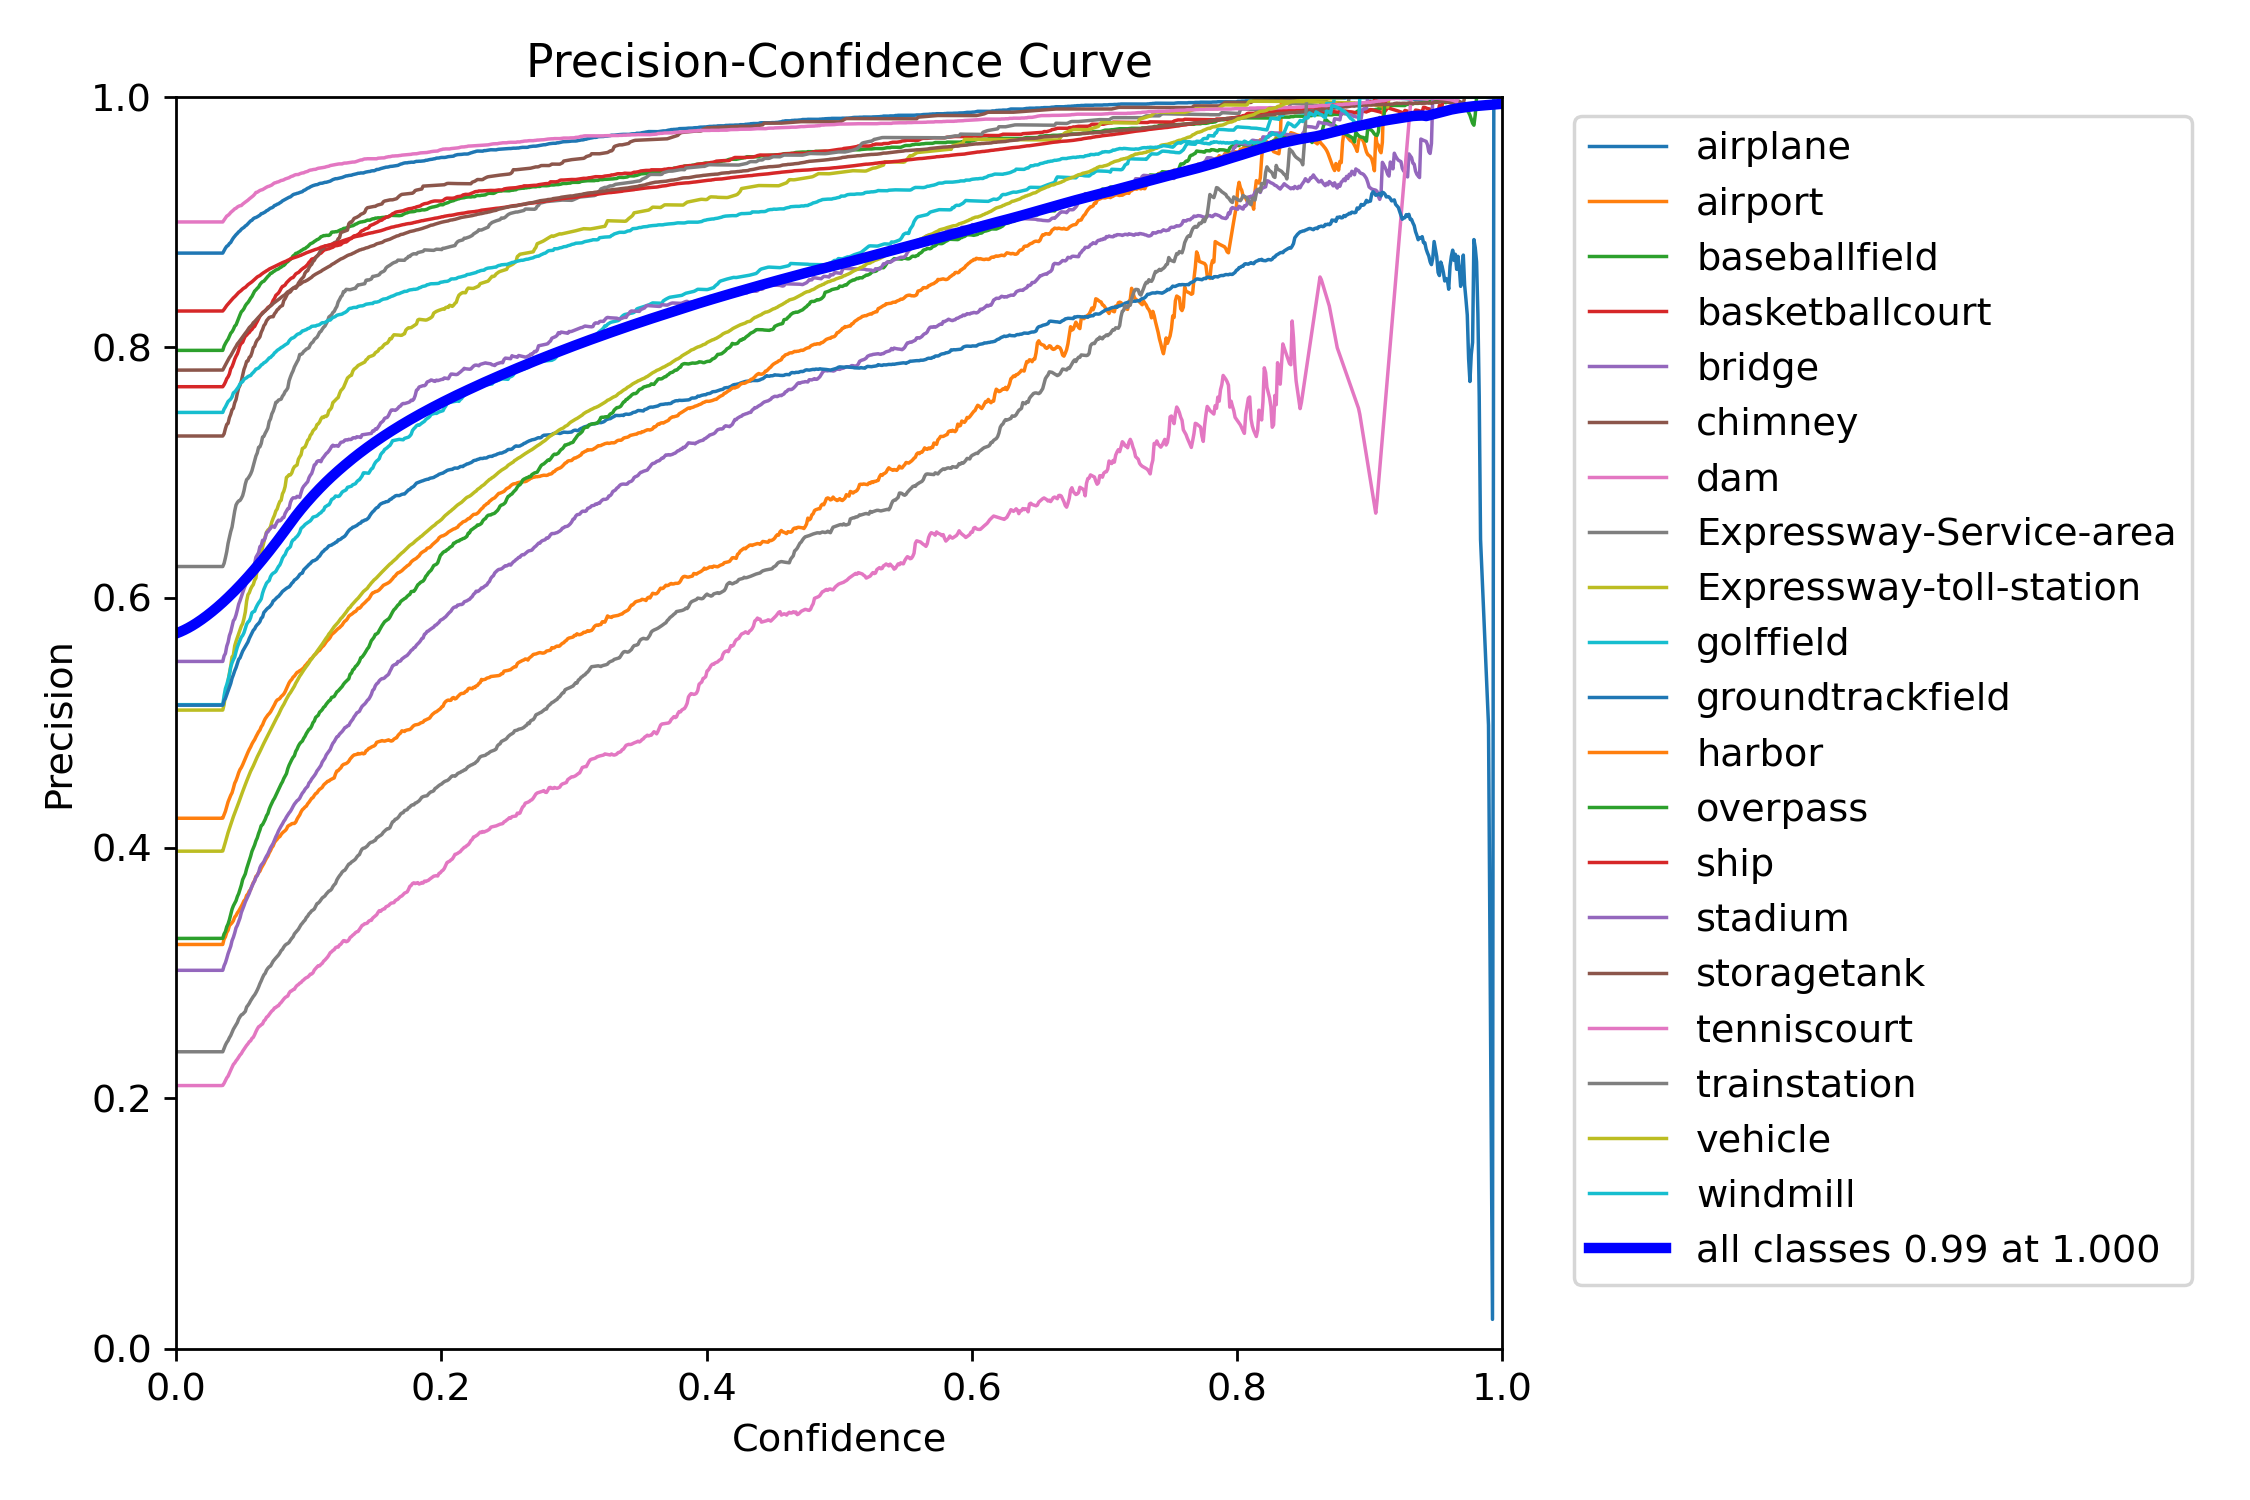 Precision-Confidence Curve
1.0
0.8
0.6
0.4
0.2
0.0
Precision
0.0 0.2 0.4 0.6 0.8 1.0
Confidence
airplane
airport
baseballfield
basketballcourt
bridge
chimney
dam
Expressway-Service-area
Expressway-toll-station
golffield
groundtrackfield
harbor
overpass
ship
stadium
storagetank
tenniscourt
trainstation
vehicle
windmill
all classes 0.99 at 1.000